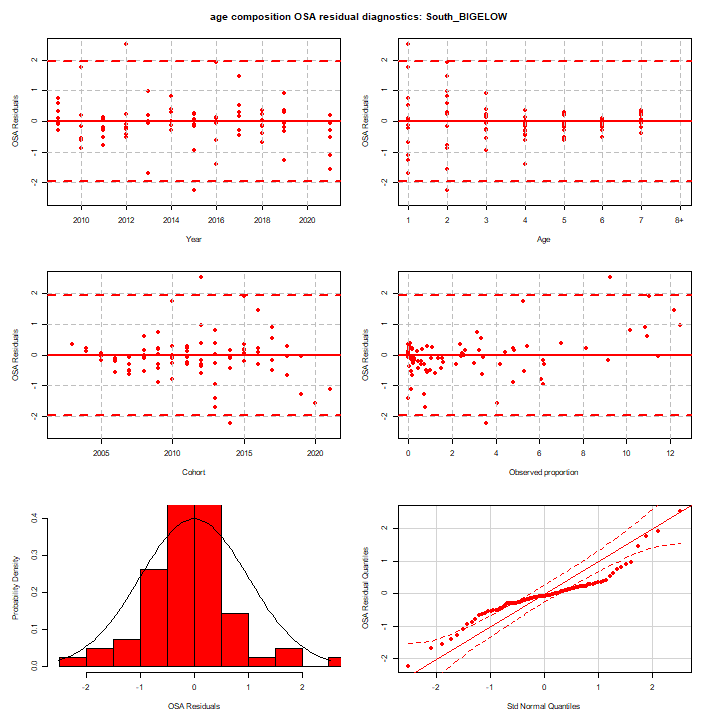 age composition OSA residual diagnostics: South_BIGELOW
OSA Residuals
2
1
0
-1
-2
2010 2012 2014 2016 2018 2020
Year
OSA Residuals
2
1
0
-1
-2
1 2 3 4 5 6 7 8+
Age
OSA Residuals
2
1
0
-1
-2
2005 2010 2015 2020
Cohort
OSA Residuals
2
1
0
-1
-2
0 2 4 6 8 10 12
Observed proportion
Probability Density
0.4
0.3
0.2
0.1
0.0
-2 -1 0 1 2
OSA Residuals
OSA Residual Quantiles
2
1
0
-1
-2
-2 -1 0 1 2
Std Normal Quantiles